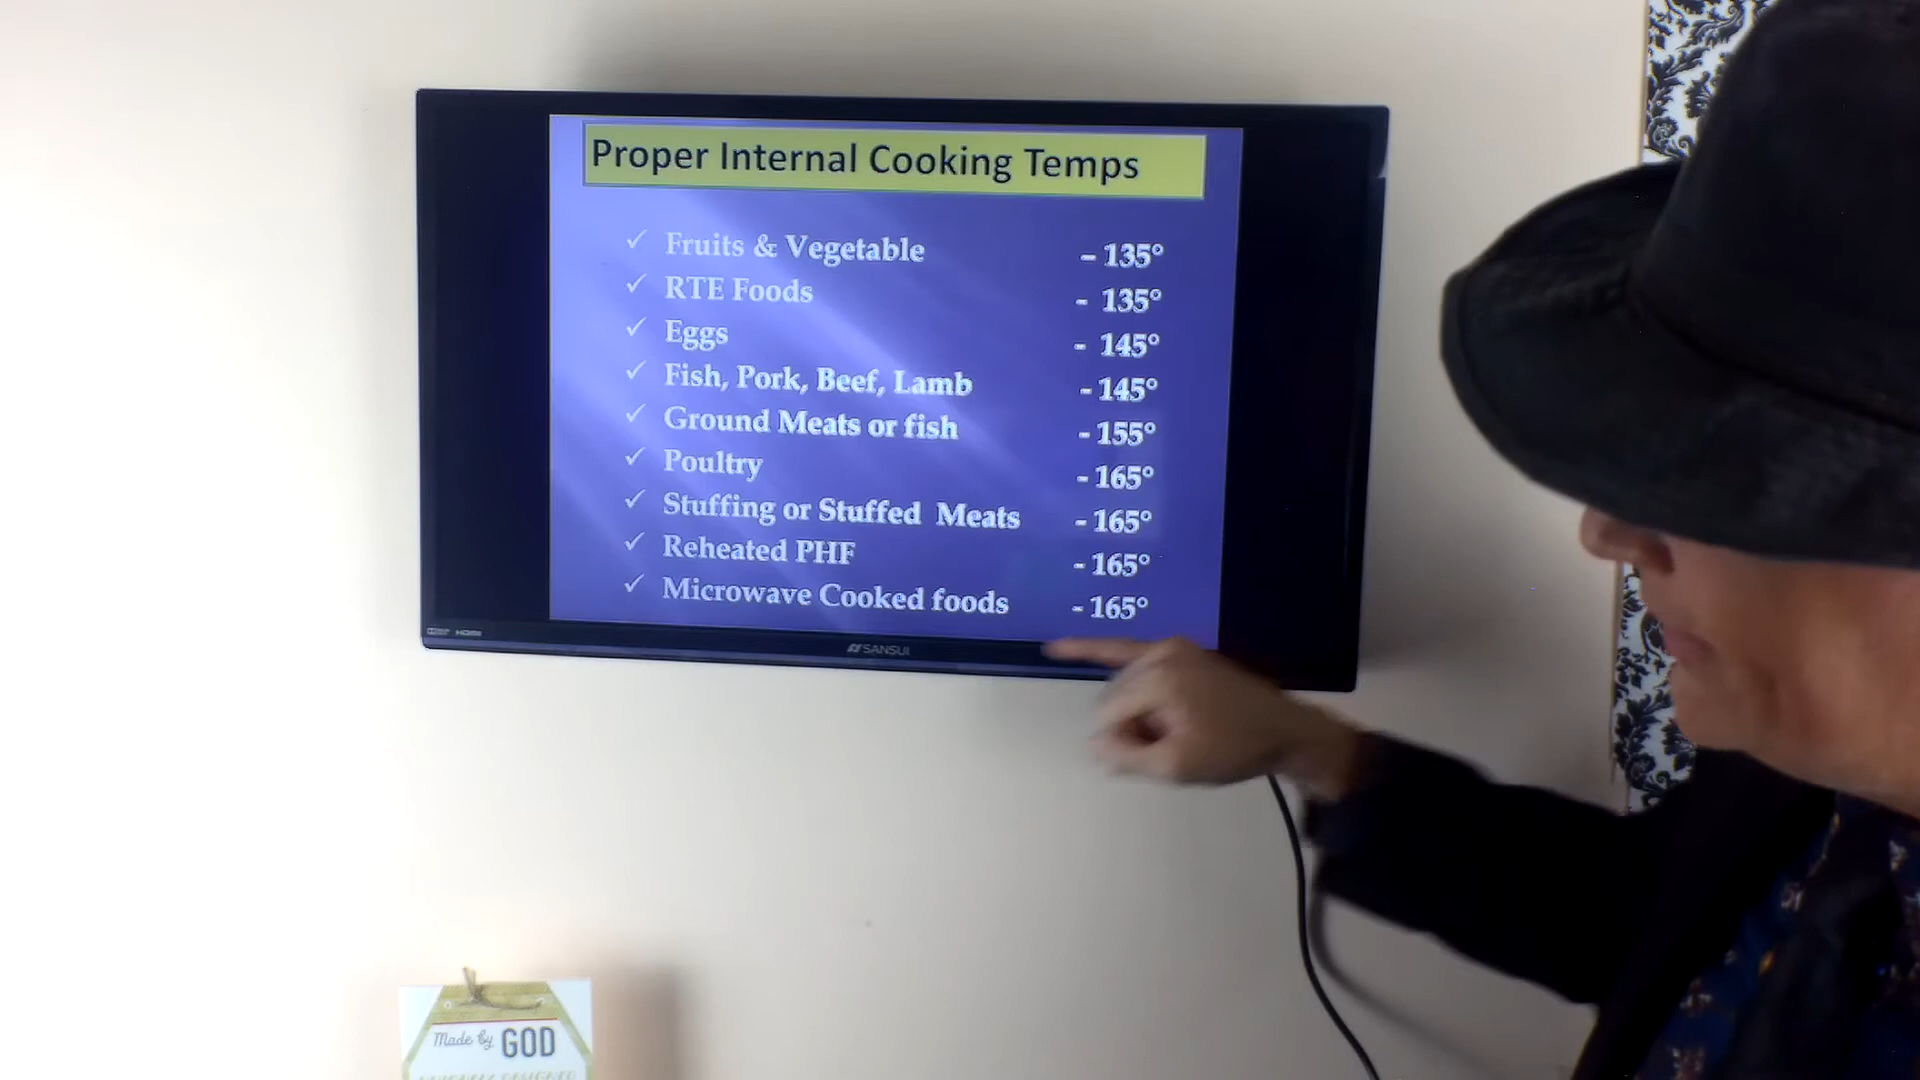 Proper Internal Cooking Temps
✓ Fruits & Vegetable – 135°
✓ RTE Foods - 135°
✓ Eggs - 145°
✓ Fish, Pork, Beef, Lamb - 145°
✓ Ground Meats or fish - 155°
✓ Poultry - 165°
✓ Stuffing or Stuffed Meats - 165°
✓ Reheated PHF - 165°
✓ Microwave Cooked foods - 165°
HDMI
SANSUI
Made by GOD